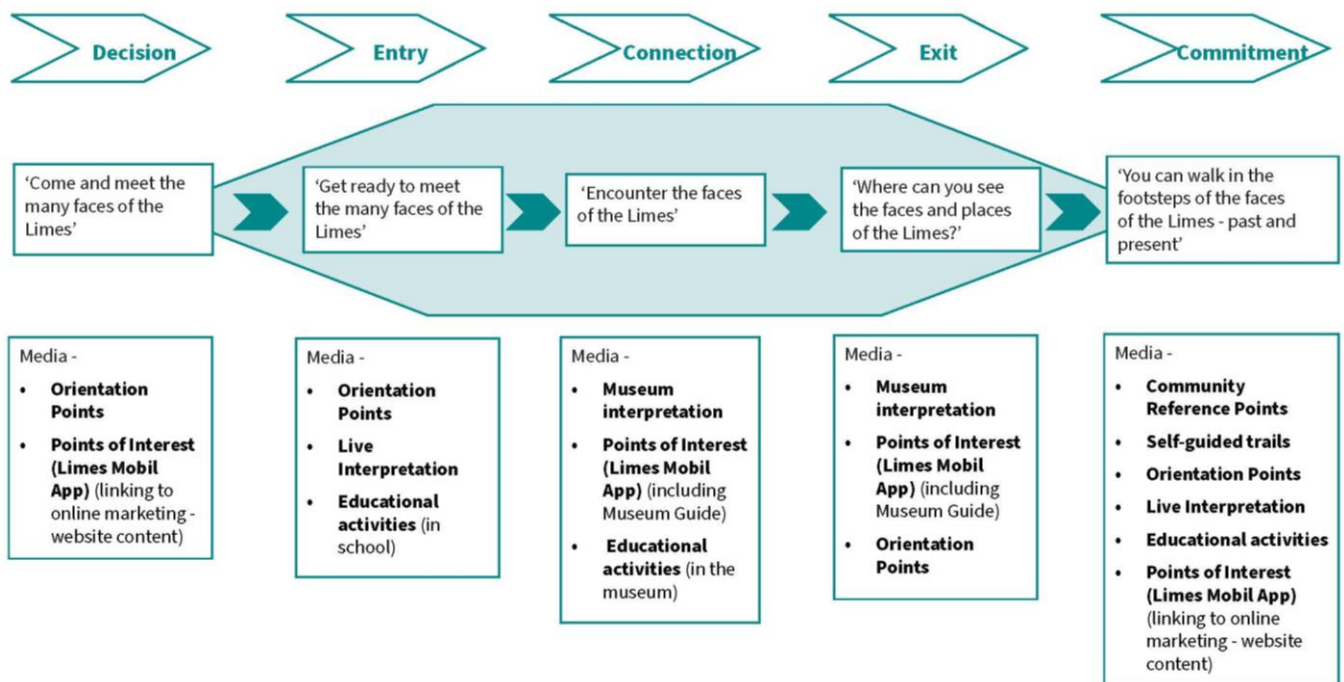 Decision
Entry
Connection
Exit
Commitment
‘Come and meet the
many faces of the
Limes’
‘Get ready to meet
the many faces of the
Limes’
‘Encounter the faces
of the Limes’
‘Where can you see
the faces and places
of the Limes?’
‘You can walk in the
footsteps of the faces
of the Limes - past and
present’
Media -
• Orientation
Points
• Points of Interest
(Limes Mobil
App) (linking to
online marketing -
website content)
Media -
• Orientation
Points
• Live
Interpretation
• Educational
activities (in
school)
Media -
• Museum
interpretation
• Points of Interest
(Limes Mobil
App) (including
Museum Guide)
• Educational
activities (in the
museum)
Media -
• Museum
interpretation
• Points of Interest
(Limes Mobil
App) (including
Museum Guide)
• Orientation
Points
Media -
• Community
Reference Points
• Self-guided trails
• Orientation Points
• Live Interpretation
• Educational activities
• Points of Interest
(Limes Mobil App)
(linking to online
marketing - website
content)